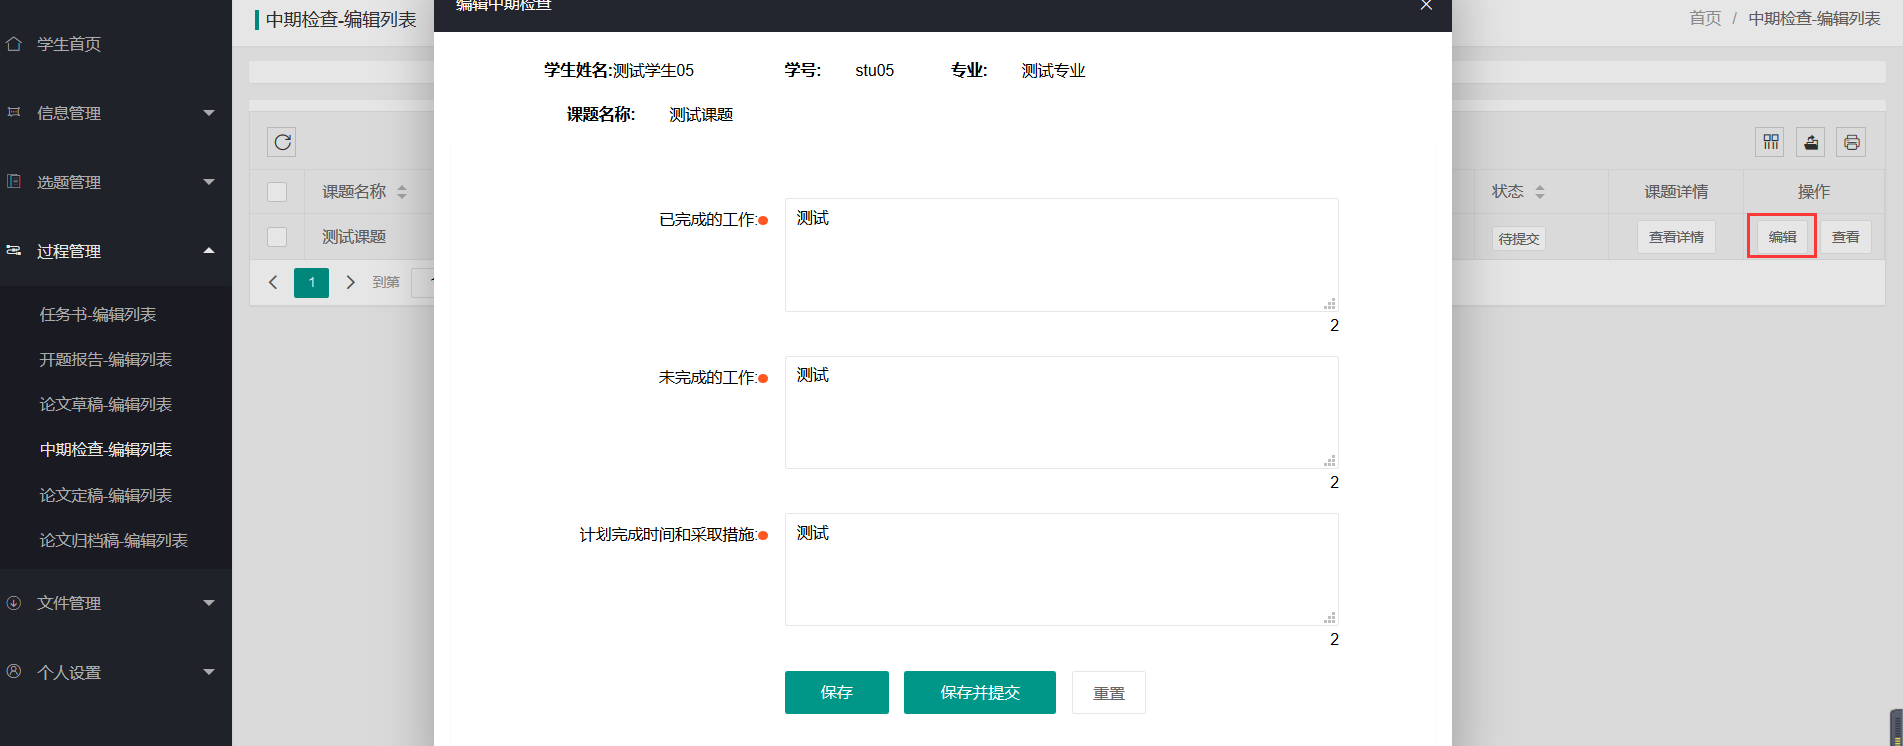 学生首页
信息管理
选题管理
过程管理
任务书-编辑列表
开题报告-编辑列表
论文草稿-编辑列表
中期检查-编辑列表
论文定稿-编辑列表
论文归档稿-编辑列表
文件管理
个人设置
中期检查-编辑列表
首页 / 中期检查-编辑列表
课题名称
测试课题
1
到第
编辑中期检查
学生姓名:测试学生05 学号: stu05 专业: 测试专业
课题名称: 测试课题
已完成的工作: 测试
2
未完成的工作: 测试
2
计划完成时间和采取措施: 测试
2
保存 保存并提交 重置
状态 课题详情 操作
待提交 查看详情 编辑 查看